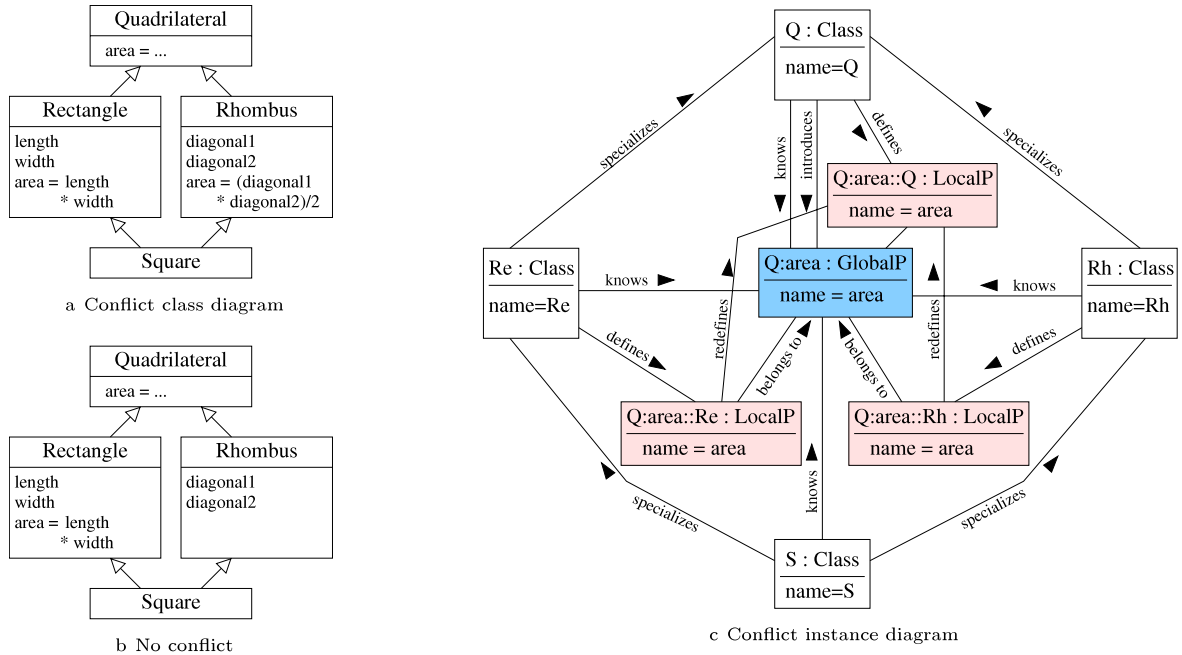 Quadrilateral
area = ...
Rectangle
length
width
area = length
* width
Rhombus
diagonal1
diagonal2
area = (diagonal1
* diagonal2)/2
Square
a Conflict class diagram
Quadrilateral
area = ...
Rectangle
length
width
area = length
* width
Rhombus
diagonal1
diagonal2
Square
b No conflict
Q : Class
name=Q
specializes
knows
introduces
defines
specializes
Q:area::Q : LocalP
name = area
Re : Class
name=Re
knows
Q:area : GlobalP
name = area
knows
Rh : Class
name=Rh
defines
redefines
belongs to
belongs to
redefines
defines
Q:area::Re : LocalP
name = area
Q:area::Rh : LocalP
name = area
specializes
knows
specializes
S : Class
name=S
c Conflict instance diagram